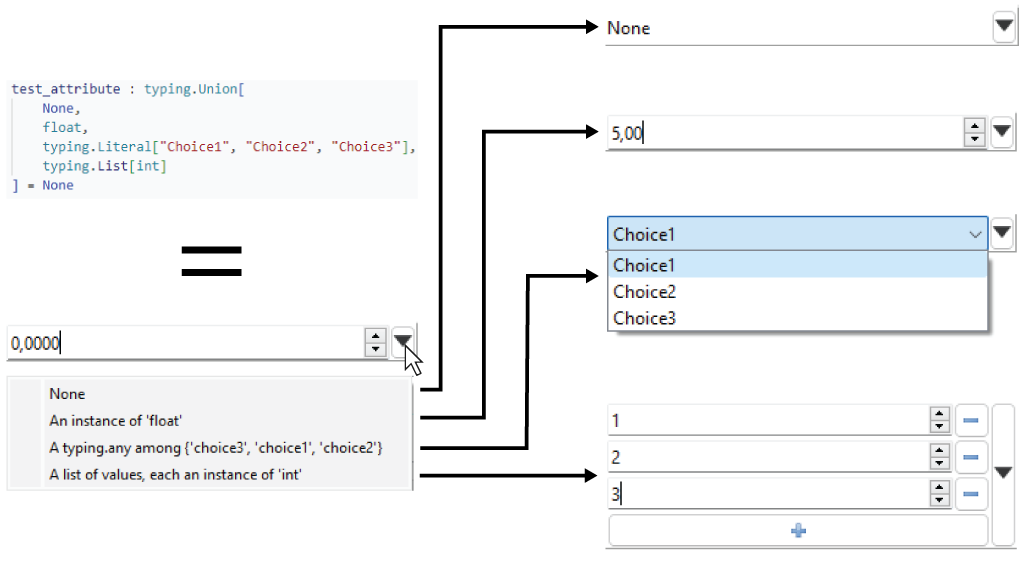 test_attribute : typing.Union[
None,
float,
typing.Literal["Choice1", "Choice2", "Choice3"],
typing.List[int]
] = None
=
0,0000
None
An instance of 'float'
A typing.any among {'choice3', 'choice1', 'choice2'}
A list of values, each an instance of 'int'
None
5,00
Choice1
Choice1
Choice2
Choice3
1
2
3